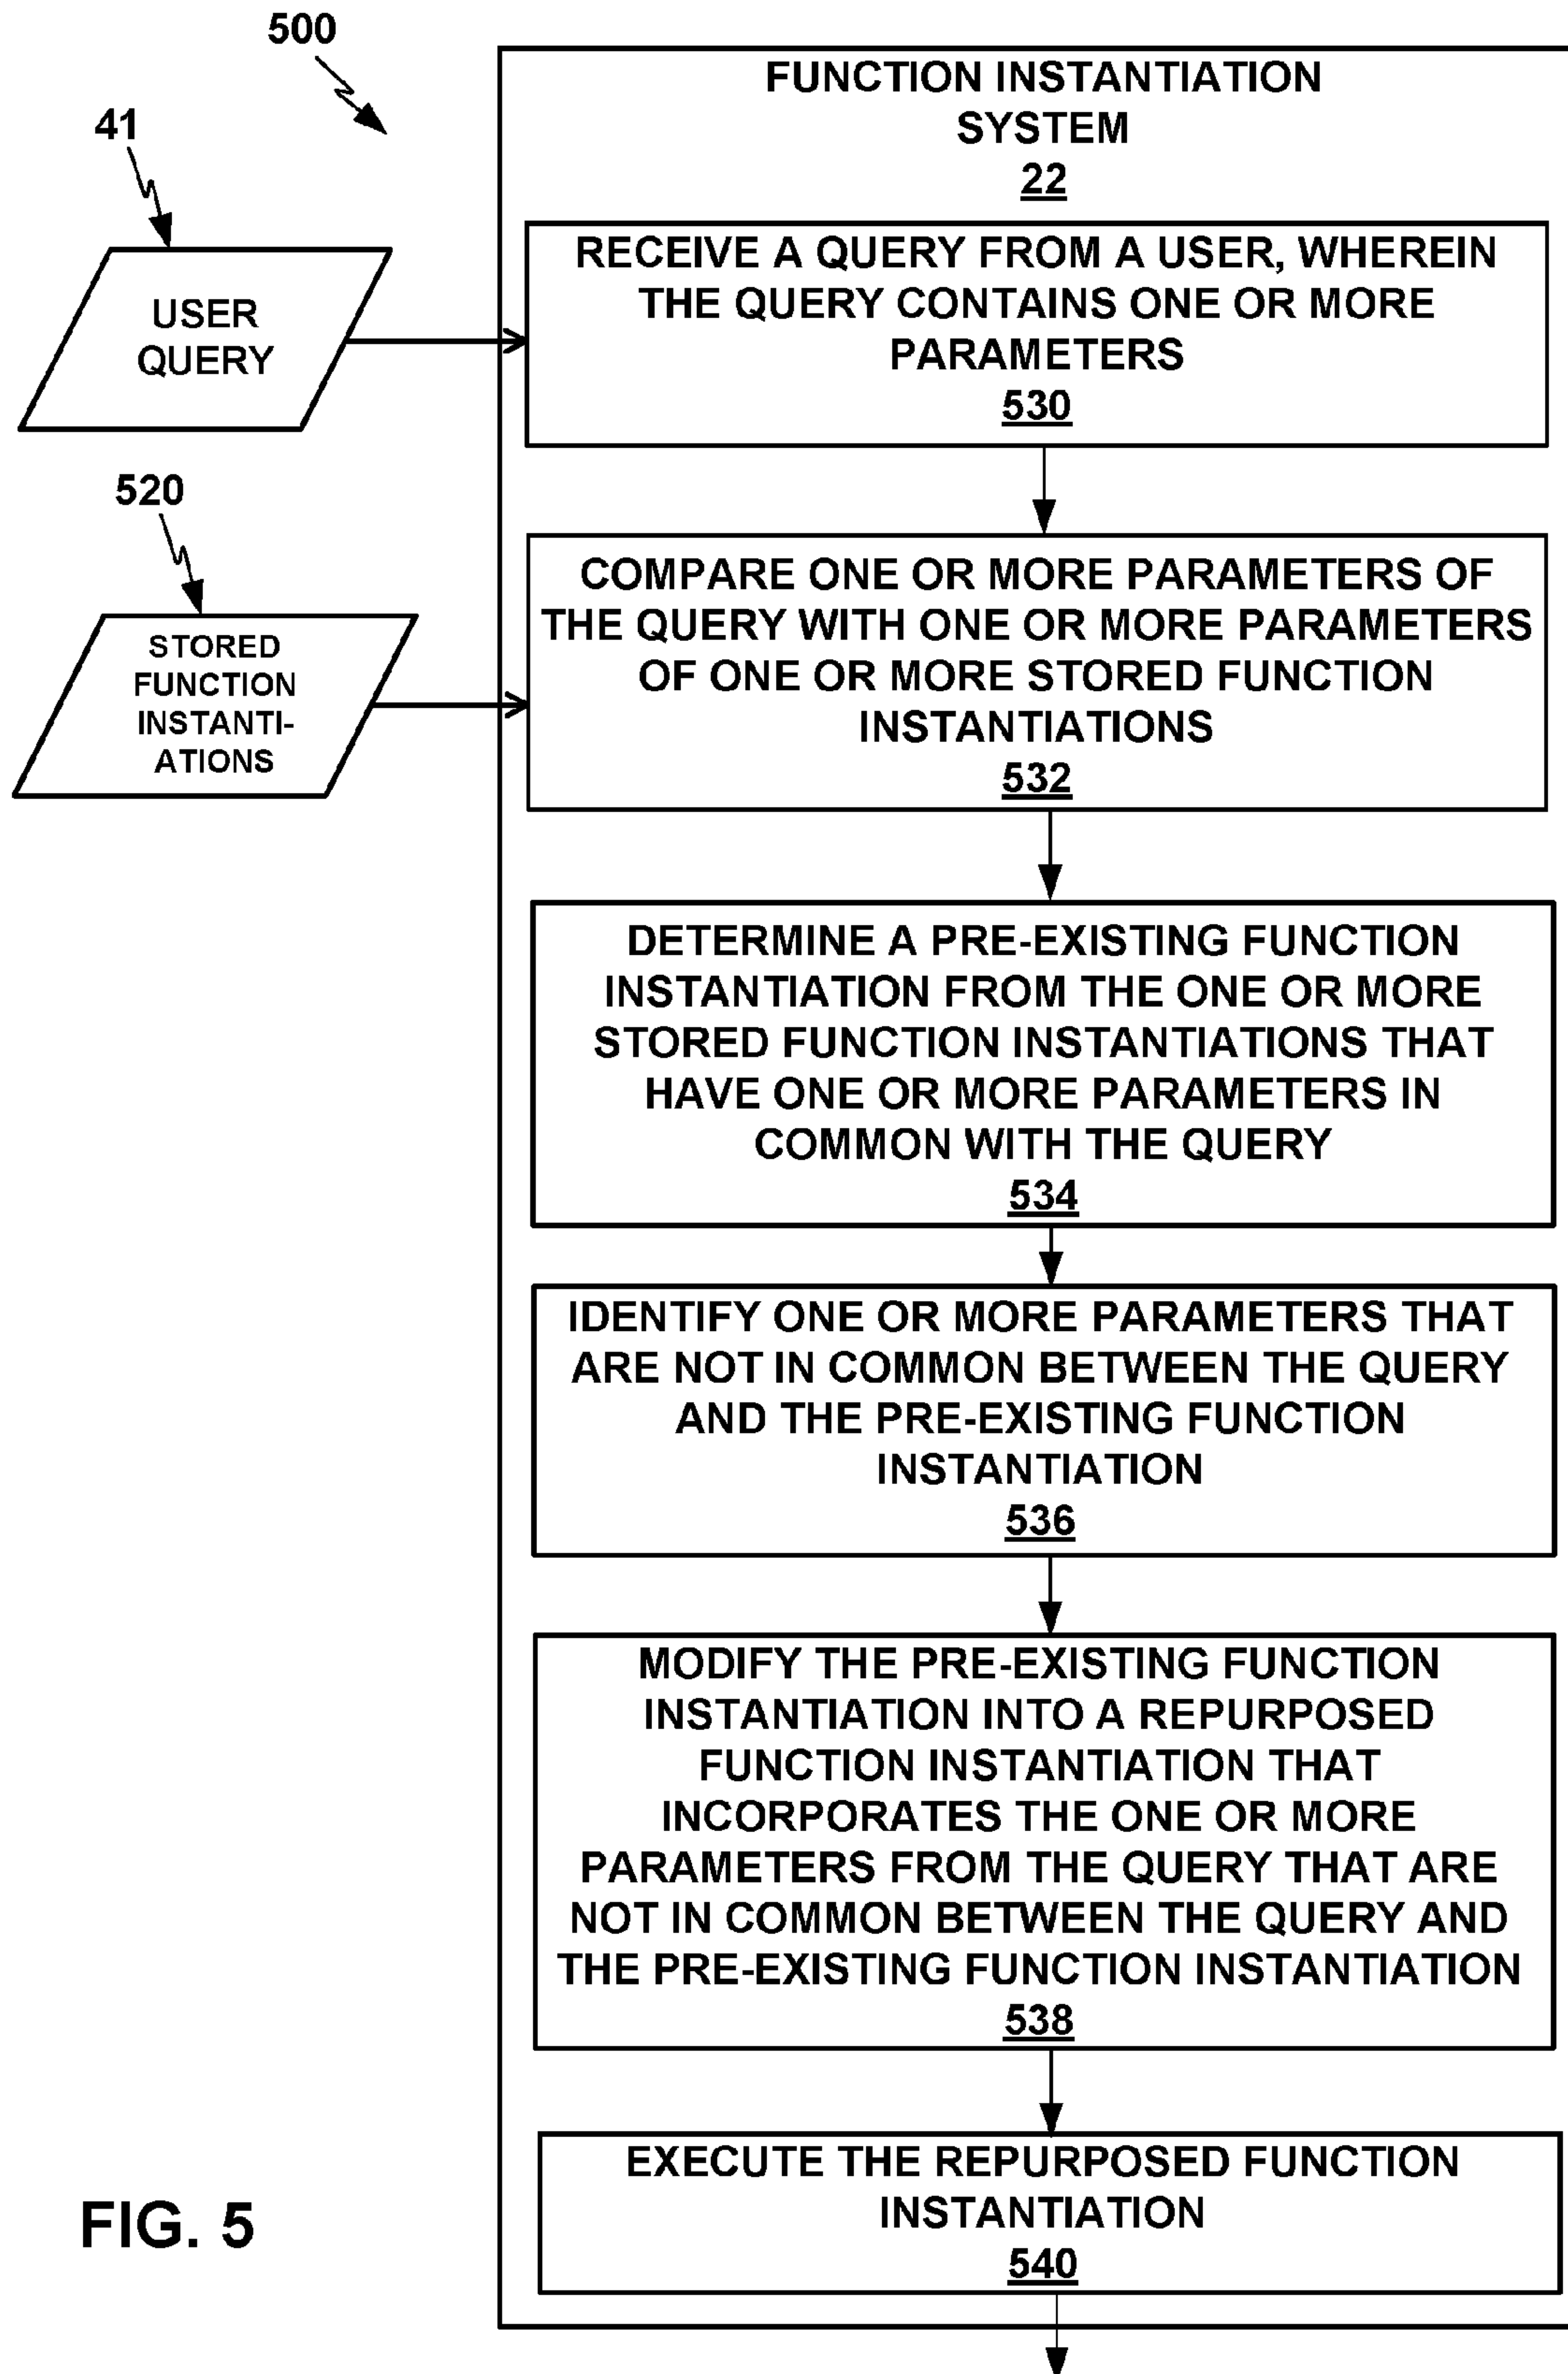 500
FUNCTION INSTANTIATION
SYSTEM
22
41
USER
QUERY
RECEIVE A QUERY FROM A USER, WHEREIN
THE QUERY CONTAINS ONE OR MORE
PARAMETERS
530
520
STORED
FUNCTION
INSTANTI-
ATIONS
COMPARE ONE OR MORE PARAMETERS OF
THE QUERY WITH ONE OR MORE PARAMETERS
OF ONE OR MORE STORED FUNCTION
INSTANTIATIONS
532
DETERMINE A PRE-EXISTING FUNCTION
INSTANTIATION FROM THE ONE OR MORE
STORED FUNCTION INSTANTIATIONS THAT
HAVE ONE OR MORE PARAMETERS IN
COMMON WITH THE QUERY
534
IDENTIFY ONE OR MORE PARAMETERS THAT
ARE NOT IN COMMON BETWEEN THE QUERY
AND THE PRE-EXISTING FUNCTION
INSTANTIATION
536
MODIFY THE PRE-EXISTING FUNCTION
INSTANTIATION INTO A REPURPOSED
FUNCTION INSTANTIATION THAT
INCORPORATES THE ONE OR MORE
PARAMETERS FROM THE QUERY THAT ARE
NOT IN COMMON BETWEEN THE QUERY AND
THE PRE-EXISTING FUNCTION INSTANTIATION
538
EXECUTE THE REPURPOSED FUNCTION
INSTANTIATION
540
FIG. 5